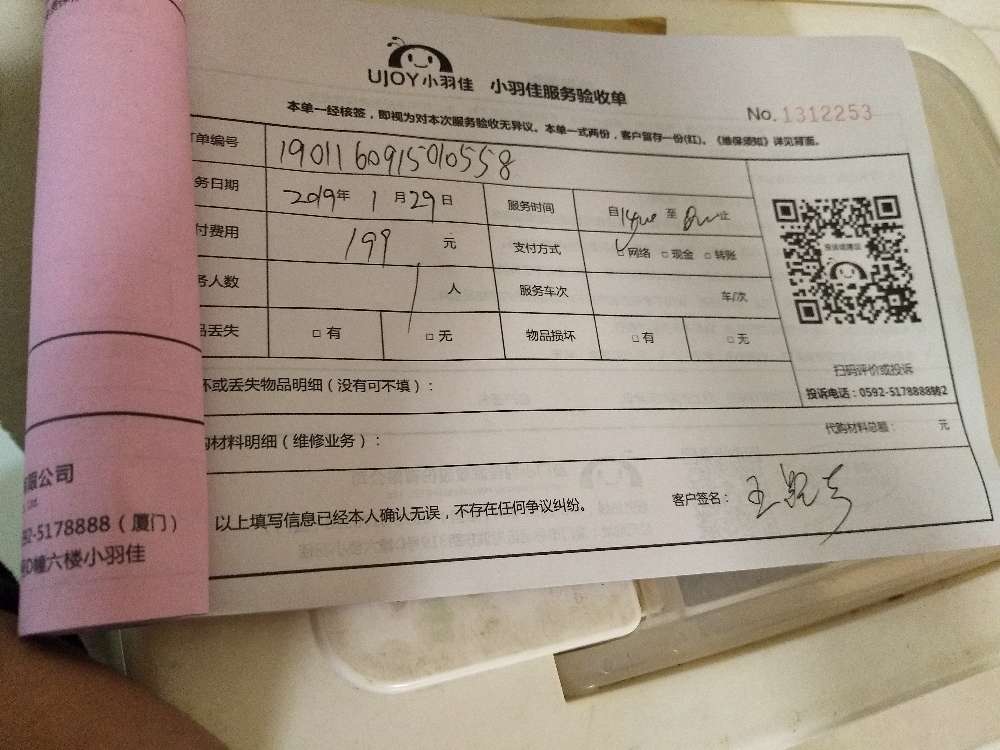 UJOY小羽佳 小羽佳服务验收单
No.1312253
本单一经核签，即视为对本次服务验收无异议。本单一式两份，客户留存一份(红)。《维保须知》详见背面。
单编号 1901160915010558
务日期 2019年 1 月 29 日 服务时间 自 至 止
付费用 199 元 支付方式 ☑网络 □现金 □转账
务人数 1 人 服务车次 车/次
品丢失 □有 □无 物品损坏 □有 □无
扫码评价或投诉
投诉电话：0592-5178888转2
坏或丢失物品明细（没有可不填）：
购材料明细（维修业务）： 代购材料总额： 元
以上填写信息已经本人确认无误，不存在任何争议纠纷。 客户签名：
限公司
92-5178888（厦门）
D幢六楼小羽佳